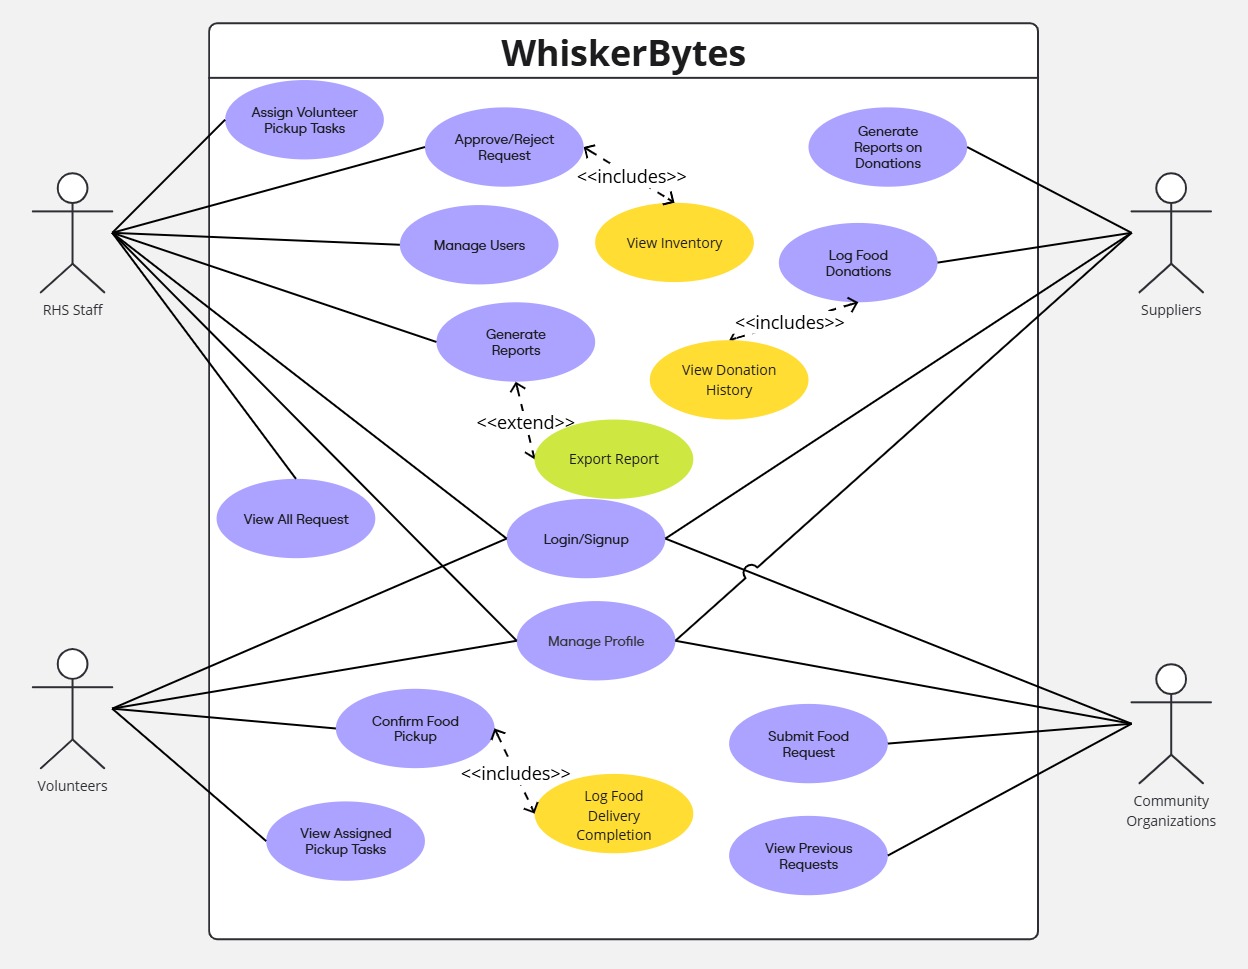 WhiskerBytes
Assign Volunteer
Pickup Tasks
Approve/Reject
Request
Generate
Reports on
Donations
<<includes>>
Manage Users
View Inventory
Log Food
Donations
RHS Staff
Suppliers
<<includes>>
Generate
Reports
View Donation
History
<<extend>>
Export Report
View All Request
Login/Signup
Manage Profile
Confirm Food
Pickup
Submit Food
Request
<<includes>>
Volunteers
Log Food
Delivery
Completion
Community
Organizations
View Assigned
Pickup Tasks
View Previous
Requests